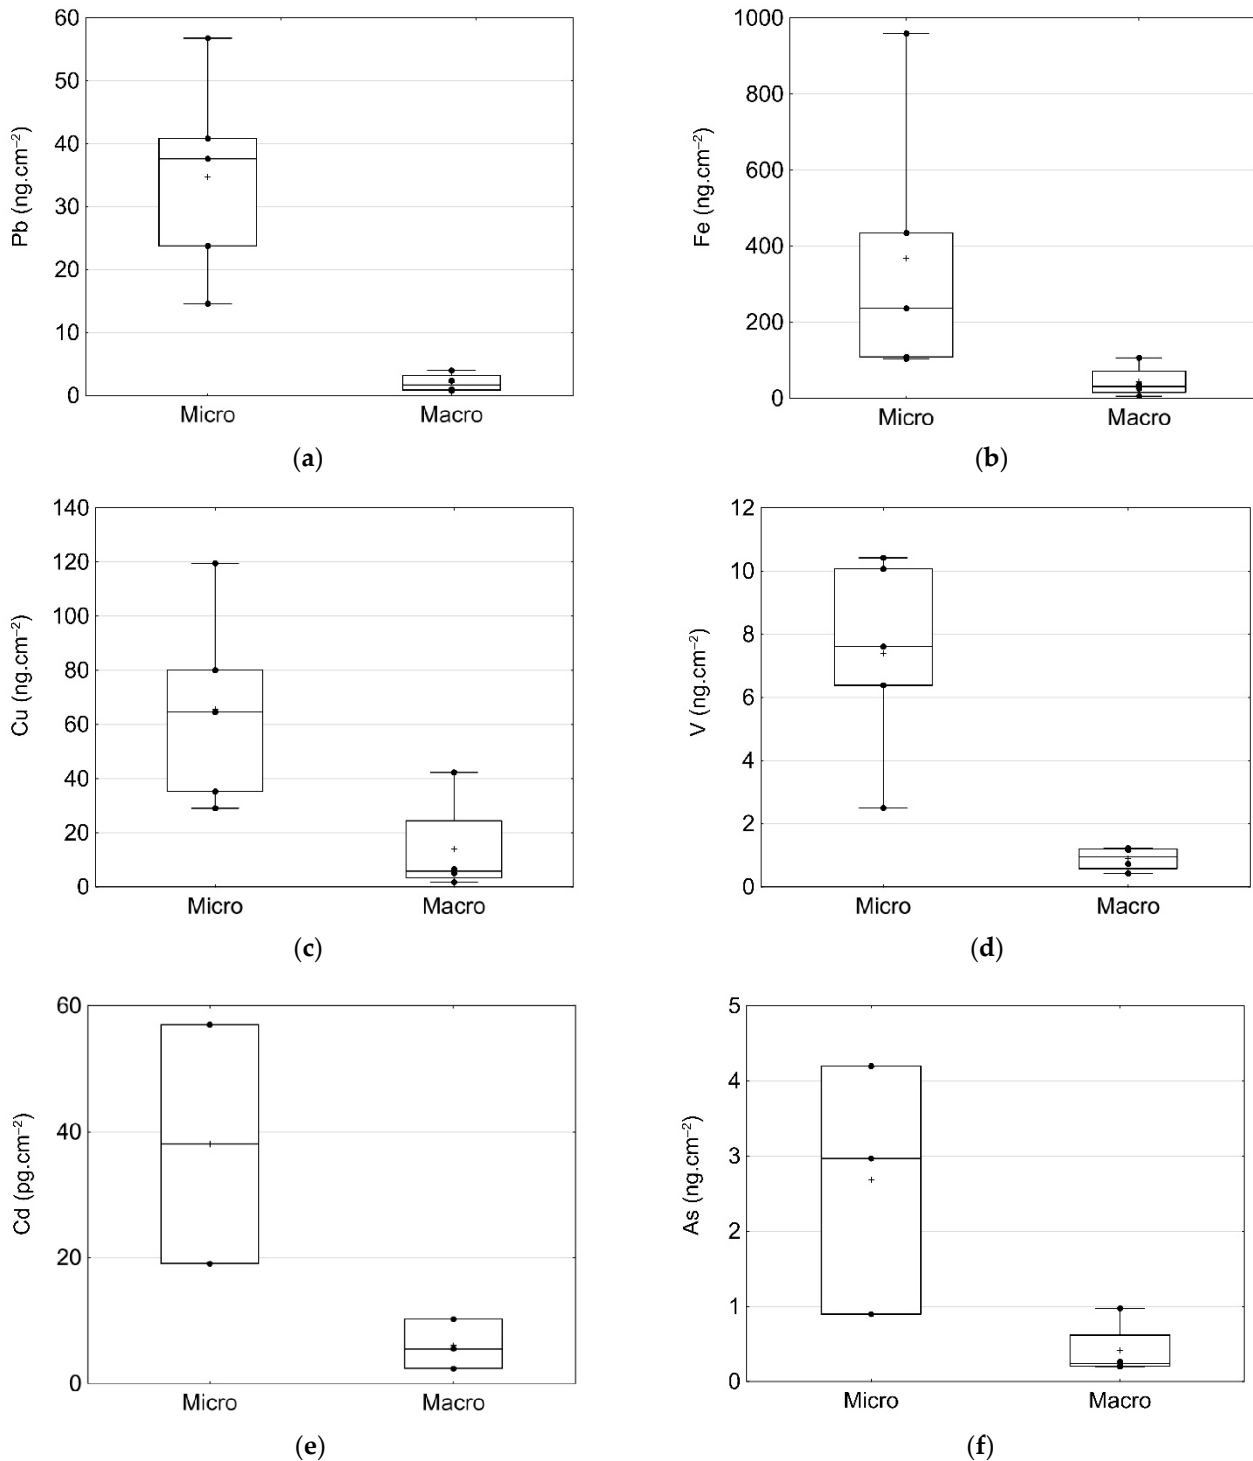 60
50
40
30
20
10
0
Pb (ng.cm⁻²)
Micro Macro
(a)
1000
800
600
400
200
0
Fe (ng.cm⁻²)
Micro Macro
(b)
140
120
100
80
60
40
20
0
Cu (ng.cm⁻²)
Micro Macro
(c)
12
10
8
6
4
2
0
V (ng.cm⁻²)
Micro Macro
(d)
60
40
20
0
Cd (pg.cm⁻²)
Micro Macro
(e)
5
4
3
2
1
0
As (ng.cm⁻²)
Micro Macro
(f)